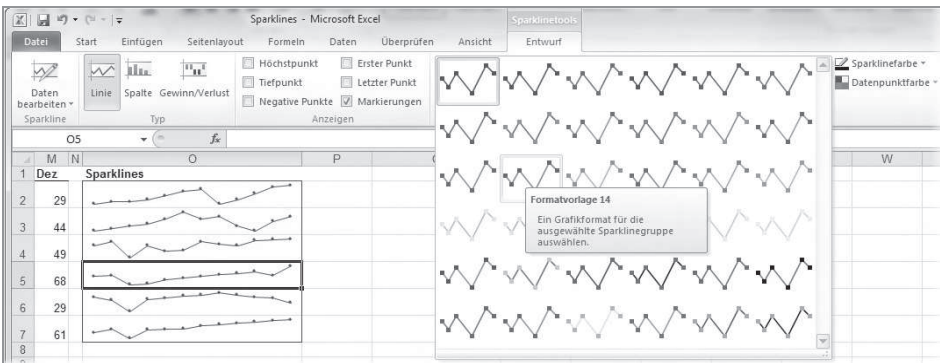 Sparklines - Microsoft Excel
Sparklinetools
Datei Start Einfügen Seitenlayout Formeln Daten Überprüfen Ansicht Entwurf
Daten bearbeiten
Linie Spalte Gewinn/Verlust
Höchstpunkt Erster Punkt
Tiefpunkt Letzter Punkt
Negative Punkte Markierungen
Sparklinefarbe
Datenpunktfarbe
Sparkline Typ Anzeigen
O5 fx
M N O P W
1 Dez Sparklines
2 29
3 44
4 49
5 68
6 29
7 61
8
Formatvorlage 14
Ein Grafikformat für die
ausgewählte Sparklinegruppe
auswählen.